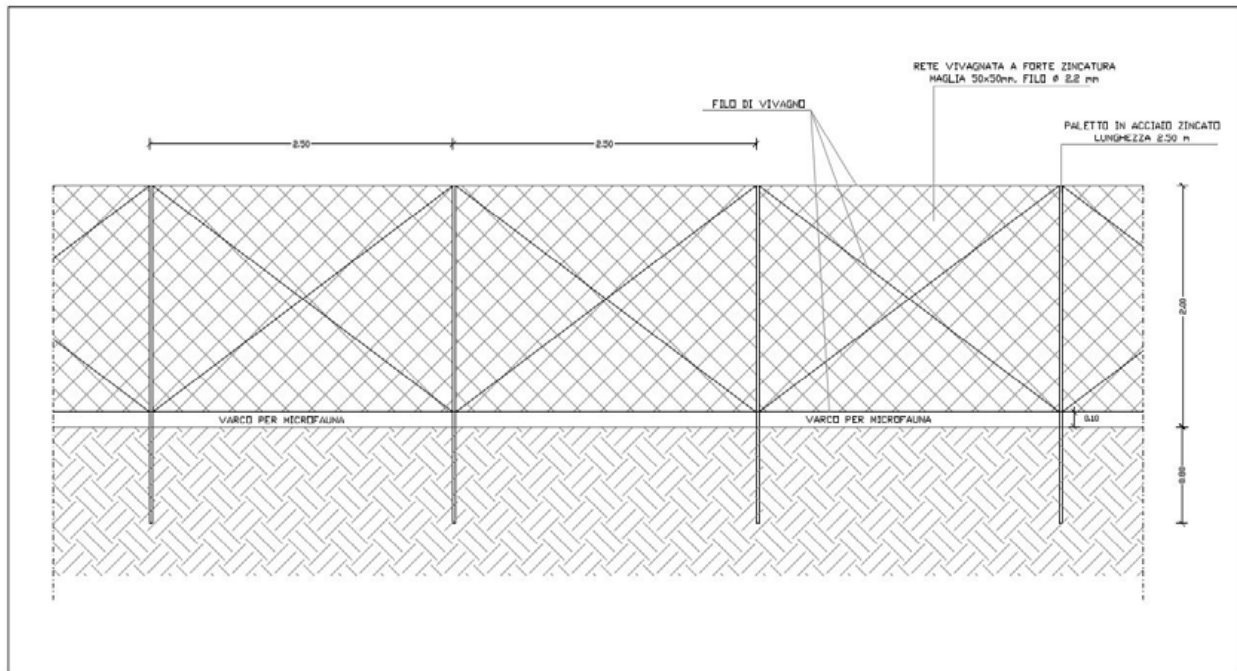 RETE VIVAGNATA A FORTE ZINCATURA
MAGLIA 50x50mm. FILO Ø 2.2 mm
FILO DI VIVAGNO
PALETTO IN ACCIAIO ZINCATO
LUNGHEZZA 2.50 m
2.50
2.50
2.00
VARCO PER MICROFAUNA
VARCO PER MICROFAUNA
0.10
0.80